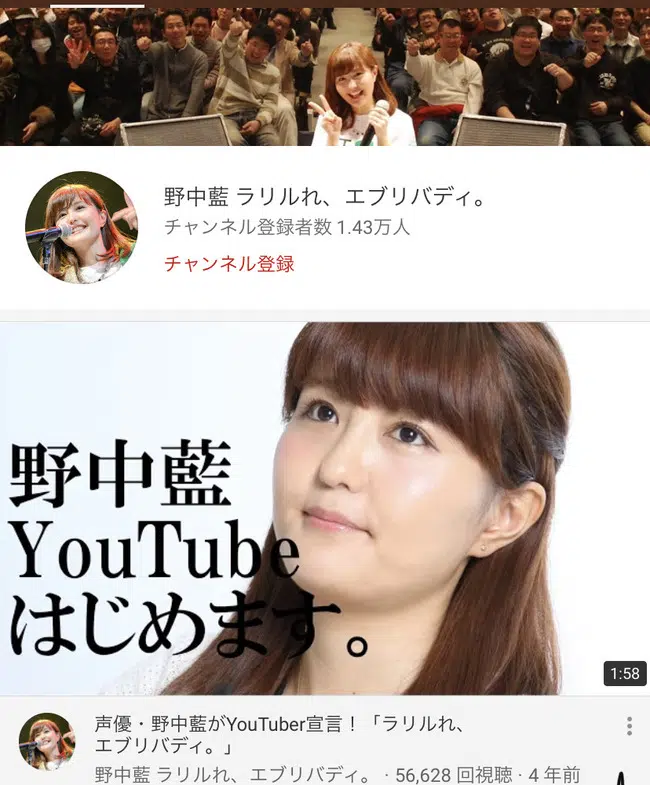 野中藍 ラリルれ、エブリバディ。
チャンネル登録者数 1.43万人
チャンネル登録
野中藍
YouTube
はじめます。
1:58
声優・野中藍がYouTuber宣言！「ラリルれ、
エブリバディ。」
野中藍 ラリルれ、エブリバディ。 · 56,628 回視聴 · 4 年前